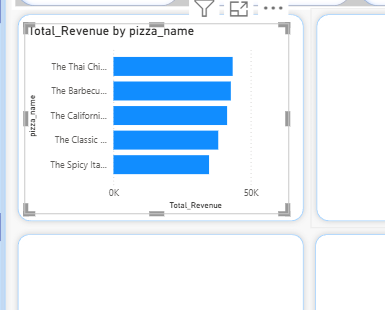 Total_Revenue by pizza_name
The Thai Chi...
The Barbecu...
The Californi...
The Classic ...
The Spicy Ita...
pizza_name
0K 50K
Total_Revenue